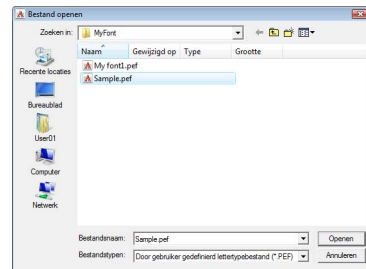 Bestand openen
Zoeken in: MyFont
Naam Gewijzigd op Type Grootte
My font1.pef
Sample.pef
Recente locaties
Bureaublad
User01
Computer
Netwerk
Bestandsnaam: Sample.pef Openen
Bestandstypen: Door gebruiker gedefinierd lettertypebestand (*.PEF) Annuleren